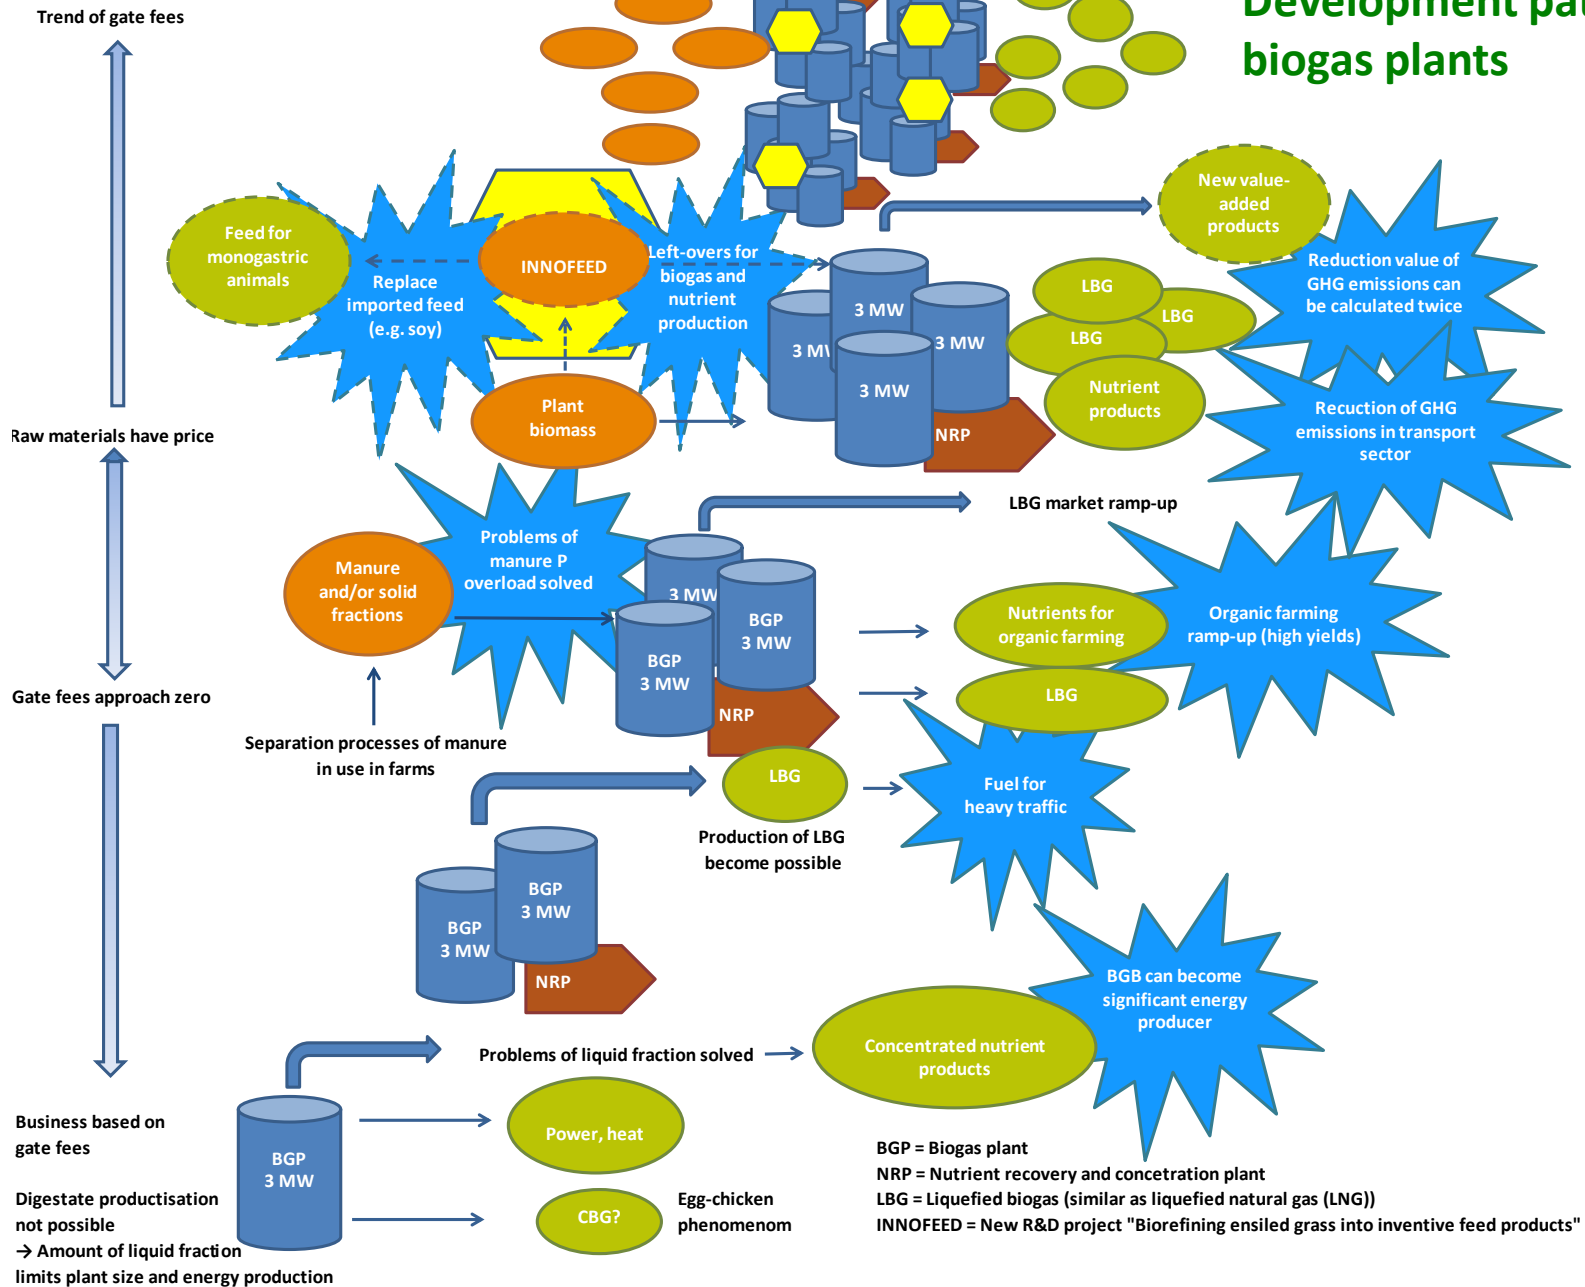 Trend of gate fees
biogas plants
New value-
added
products
Feed for
monogastric
animals
INNOFEED
Replace
imported feed
(e.g. soy)
Left-overs for
biogas and
nutrient
production
3 MW
3 MW
3 MW
3 MW
NRP
LBG
LBG
LBG
Nutrient
products
Reduction value of
GHG emissions can
be calculated twice
Recuction of GHG
emissions in transport
sector
Plant
biomass
Raw materials have price
LBG market ramp-up
Problems of
manure P
overload solved
Manure
and/or solid
fractions
3 MW
BGP
3 MW
BGP
3 MW
NRP
Nutrients for
organic farming
LBG
Organic farming
ramp-up (high yields)
Gate fees approach zero
Separation processes of manure
in use in farms
LBG
Production of LBG
become possible
Fuel for
heavy traffic
BGP
3 MW
BGP
3 MW
NRP
BGB can become
significant energy
producer
Problems of liquid fraction solved
Concentrated nutrient
products
Business based on
gate fees
Digestate productisation
not possible
→ Amount of liquid fraction
limits plant size and energy production
BGP
3 MW
Power, heat
CBG?
Egg-chicken
phenomenom
BGP = Biogas plant
NRP = Nutrient recovery and concetration plant
LBG = Liquefied biogas (similar as liquefied natural gas (LNG))
INNOFEED = New R&D project "Biorefining ensiled grass into inventive feed products"